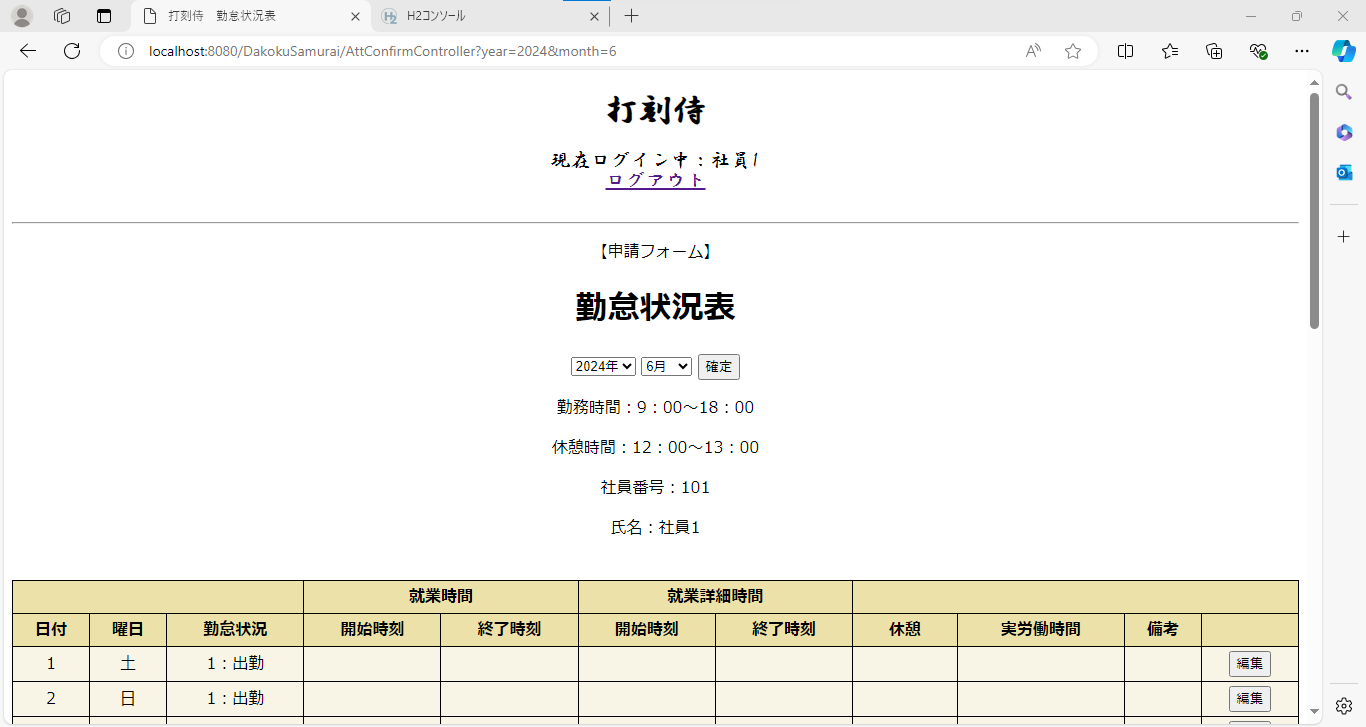 打刻侍　勤怠状況表
H2コンソール
localhost:8080/DakokuSamurai/AttConfirmController?year=2024&month=6
打刻侍
現在ログイン中：社員1
ログアウト
【申請フォーム】
勤怠状況表
2024年 6月 確定
勤務時間：9：00～18：00
休憩時間：12：00～13：00
社員番号：101
氏名：社員1
就業時間 就業詳細時間
日付 曜日 勤怠状況 開始時刻 終了時刻 開始時刻 終了時刻 休憩 実労働時間 備考
1 土 1：出勤 編集
2 日 1：出勤 編集